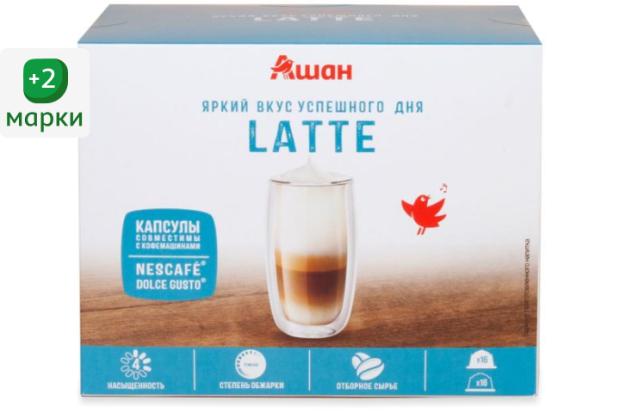 +2
марки
Ашан
ЯРКИЙ ВКУС УСПЕШНОГО ДНЯ
LATTE
КАПСУЛЫ
СОВМЕСТИМЫ
С КОФЕМАШИНАМИ
NESCAFÉ®
DOLCE GUSTO®
4
НАСЫЩЕННОСТЬ
СТЕПЕНЬ ОБЖАРКИ
ОТБОРНОЕ СЫРЬЕ
x16
x16